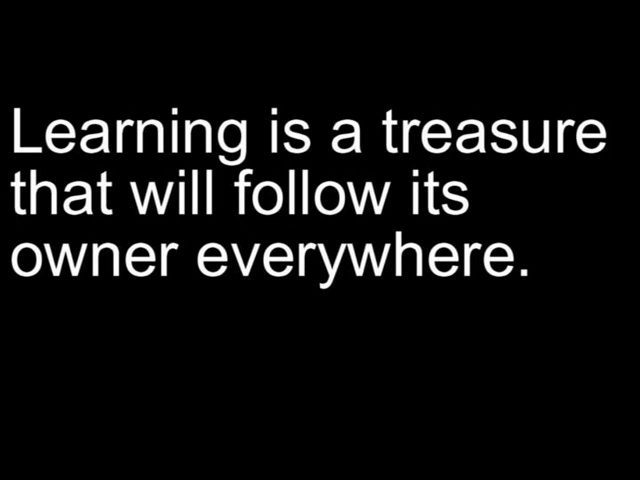 Learning is a treasure
that will follow its
owner everywhere.